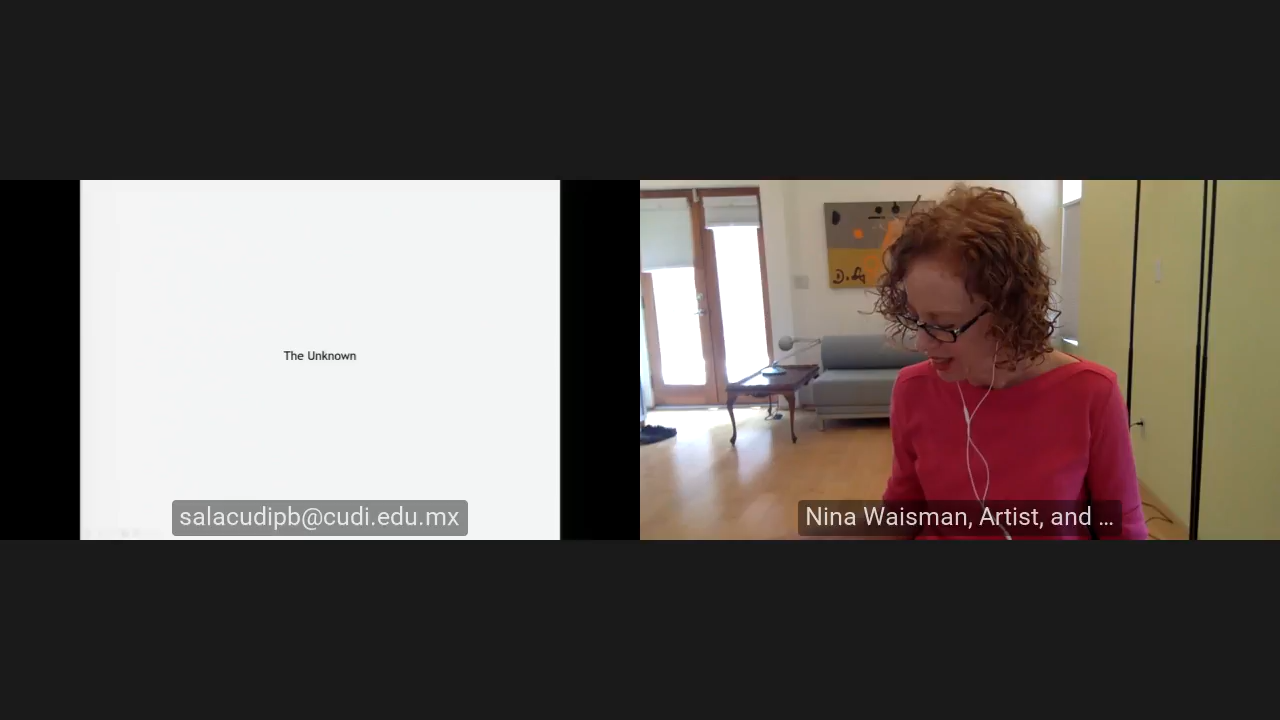 The Unknown
salacudipb@cudi.edu.mx
Nina Waisman, Artist, and ...